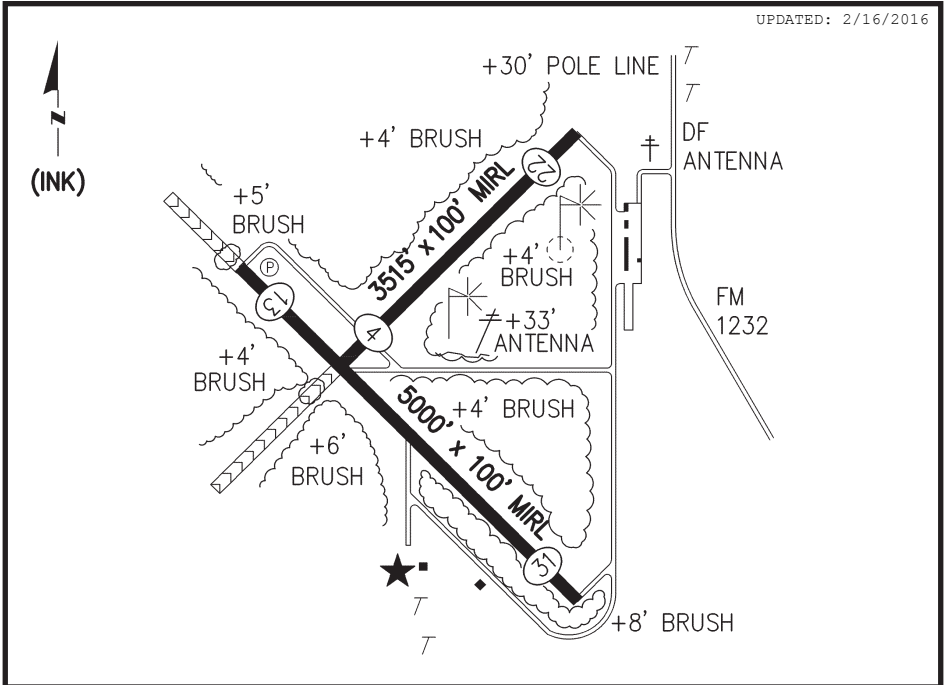 UPDATED: 2/16/2016
+30' POLE LINE
T
T
N
+4' BRUSH
DF
ANTENNA
(INK)
22
+5'
BRUSH
3515' x 100' MIRL
+4'
BRUSH
P
13
FM
1232
4
+33'
ANTENNA
+4'
BRUSH
5000' x 100' MIRL
+4' BRUSH
+6'
BRUSH
31
T
+8' BRUSH
T